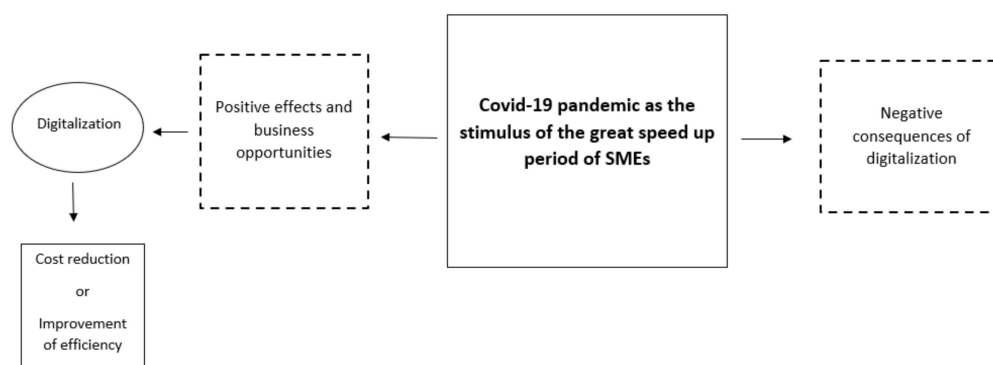 Digitalization
Positive effects and
business
opportunities
Covid-19 pandemic as the
stimulus of the great speed up
period of SMEs
Negative
consequences of
digitalization
Cost reduction
or
Improvement
of efficiency